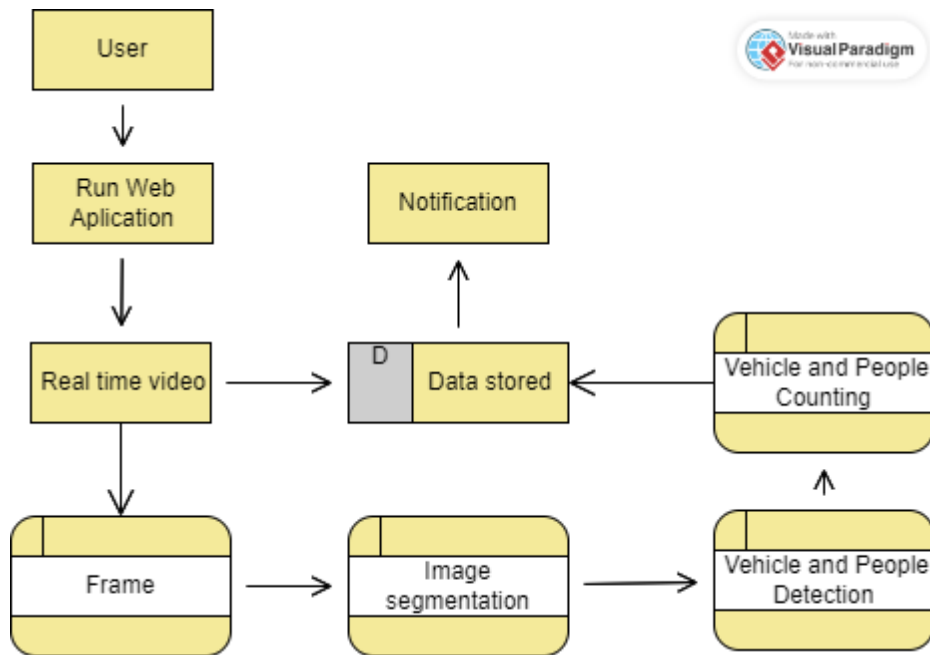 User
Made with
Visual Paradigm
For non-commercial use
Run Web
Aplication
Notification
Real time video
D
Data stored
Vehicle and People
Counting
Frame
Image
segmentation
Vehicle and People
Detection